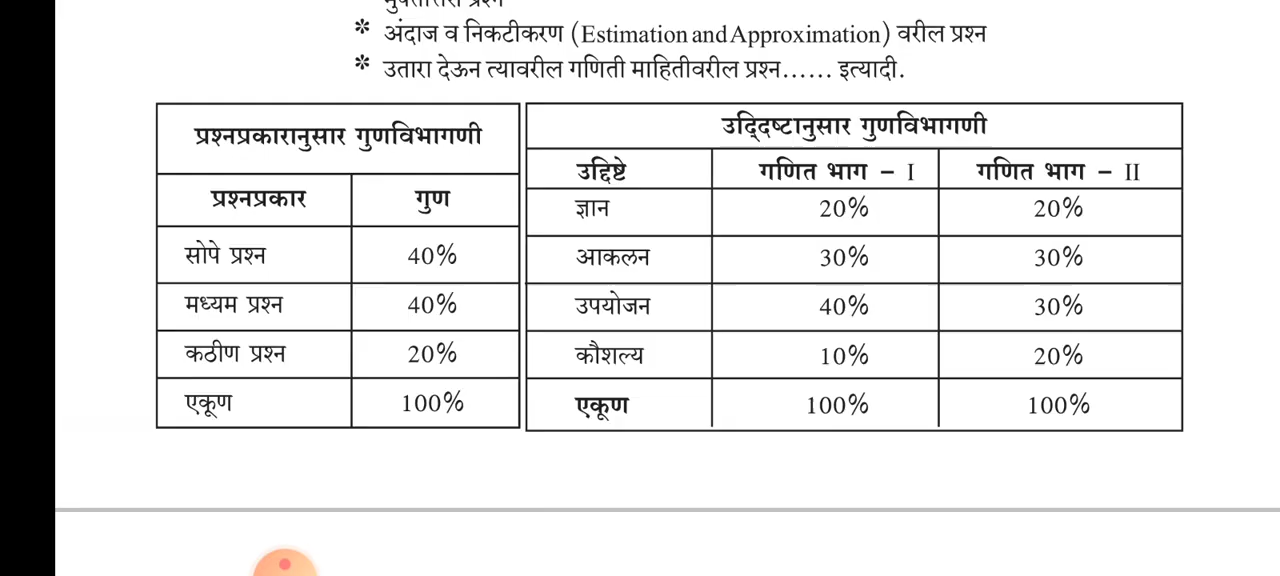 * अंदाज व निकटीकरण (Estimation and Approximation) वरील प्रश्न
* उतारा देऊन त्यावरील गणिती माहितीवरील प्रश्न...... इत्यादी.
प्रश्नप्रकारानुसार गुणविभागणी
प्रश्नप्रकार गुण
सोपे प्रश्न 40%
मध्यम प्रश्न 40%
कठीण प्रश्न 20%
एकूण 100%
उद्दिष्टानुसार गुणविभागणी
उद्दिष्टे गणित भाग – I गणित भाग – II
ज्ञान 20% 20%
आकलन 30% 30%
उपयोजन 40% 30%
कौशल्य 10% 20%
एकूण 100% 100%